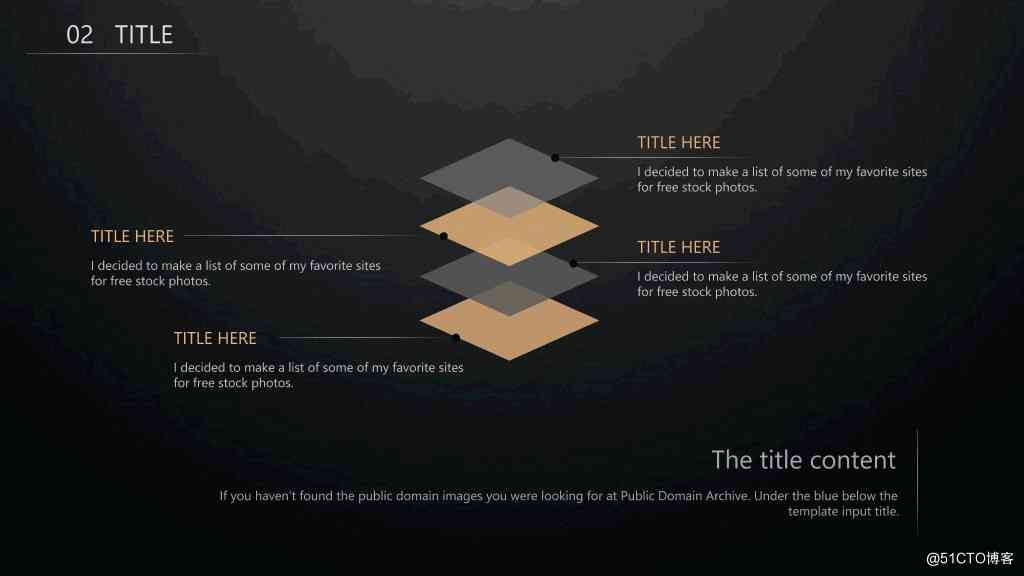 02 TITLE
TITLE HERE
I decided to make a list of some of my favorite sites
for free stock photos.
TITLE HERE
I decided to make a list of some of my favorite sites
for free stock photos.
TITLE HERE
I decided to make a list of some of my favorite sites
for free stock photos.
TITLE HERE
I decided to make a list of some of my favorite sites
for free stock photos.
The title content
If you haven't found the public domain images you were looking for at Public Domain Archive. Under the blue below the
template input title.
@51CTO博客